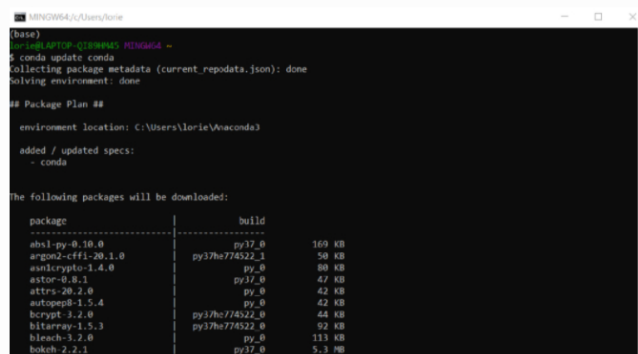 MINGW64:/c/Users/lorie
(base)
lorie@LAPTOP-QI89HM45 MINGW64 ~
$ conda update conda
Collecting package metadata (current_repodata.json): done
Solving environment: done
## Package Plan ##
environment location: C:\Users\lorie\Anaconda3
added / updated specs:
- conda
The following packages will be downloaded:
package | build
---------------------------|-----------------
absl-py-0.10.0 | py37_0 169 KB
argon2-cffi-20.1.0 | py37he774522_1 50 KB
asn1crypto-1.4.0 | py_0 80 KB
astor-0.8.1 | py37_0 47 KB
attrs-20.2.0 | py_0 42 KB
autopep8-1.5.4 | py_0 42 KB
bcrypt-3.2.0 | py37he774522_0 44 KB
bitarray-1.5.3 | py37he774522_0 92 KB
bleach-3.2.0 | py_0 113 KB
bokeh-2.2.1 | py37_0 5.3 MB